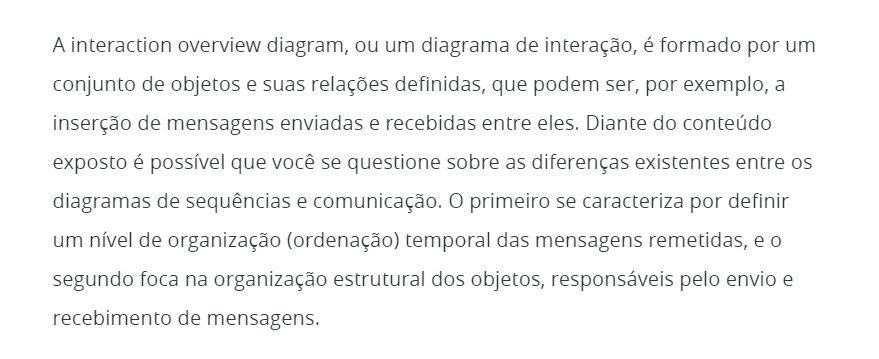 A interaction overview diagram, ou um diagrama de interação, é formado por um
conjunto de objetos e suas relações definidas, que podem ser, por exemplo, a
inserção de mensagens enviadas e recebidas entre eles. Diante do conteúdo
exposto é possível que você se questione sobre as diferenças existentes entre os
diagramas de sequências e comunicação. O primeiro se caracteriza por definir
um nível de organização (ordenação) temporal das mensagens remetidas, e o
segundo foca na organização estrutural dos objetos, responsáveis pelo envio e
recebimento de mensagens.